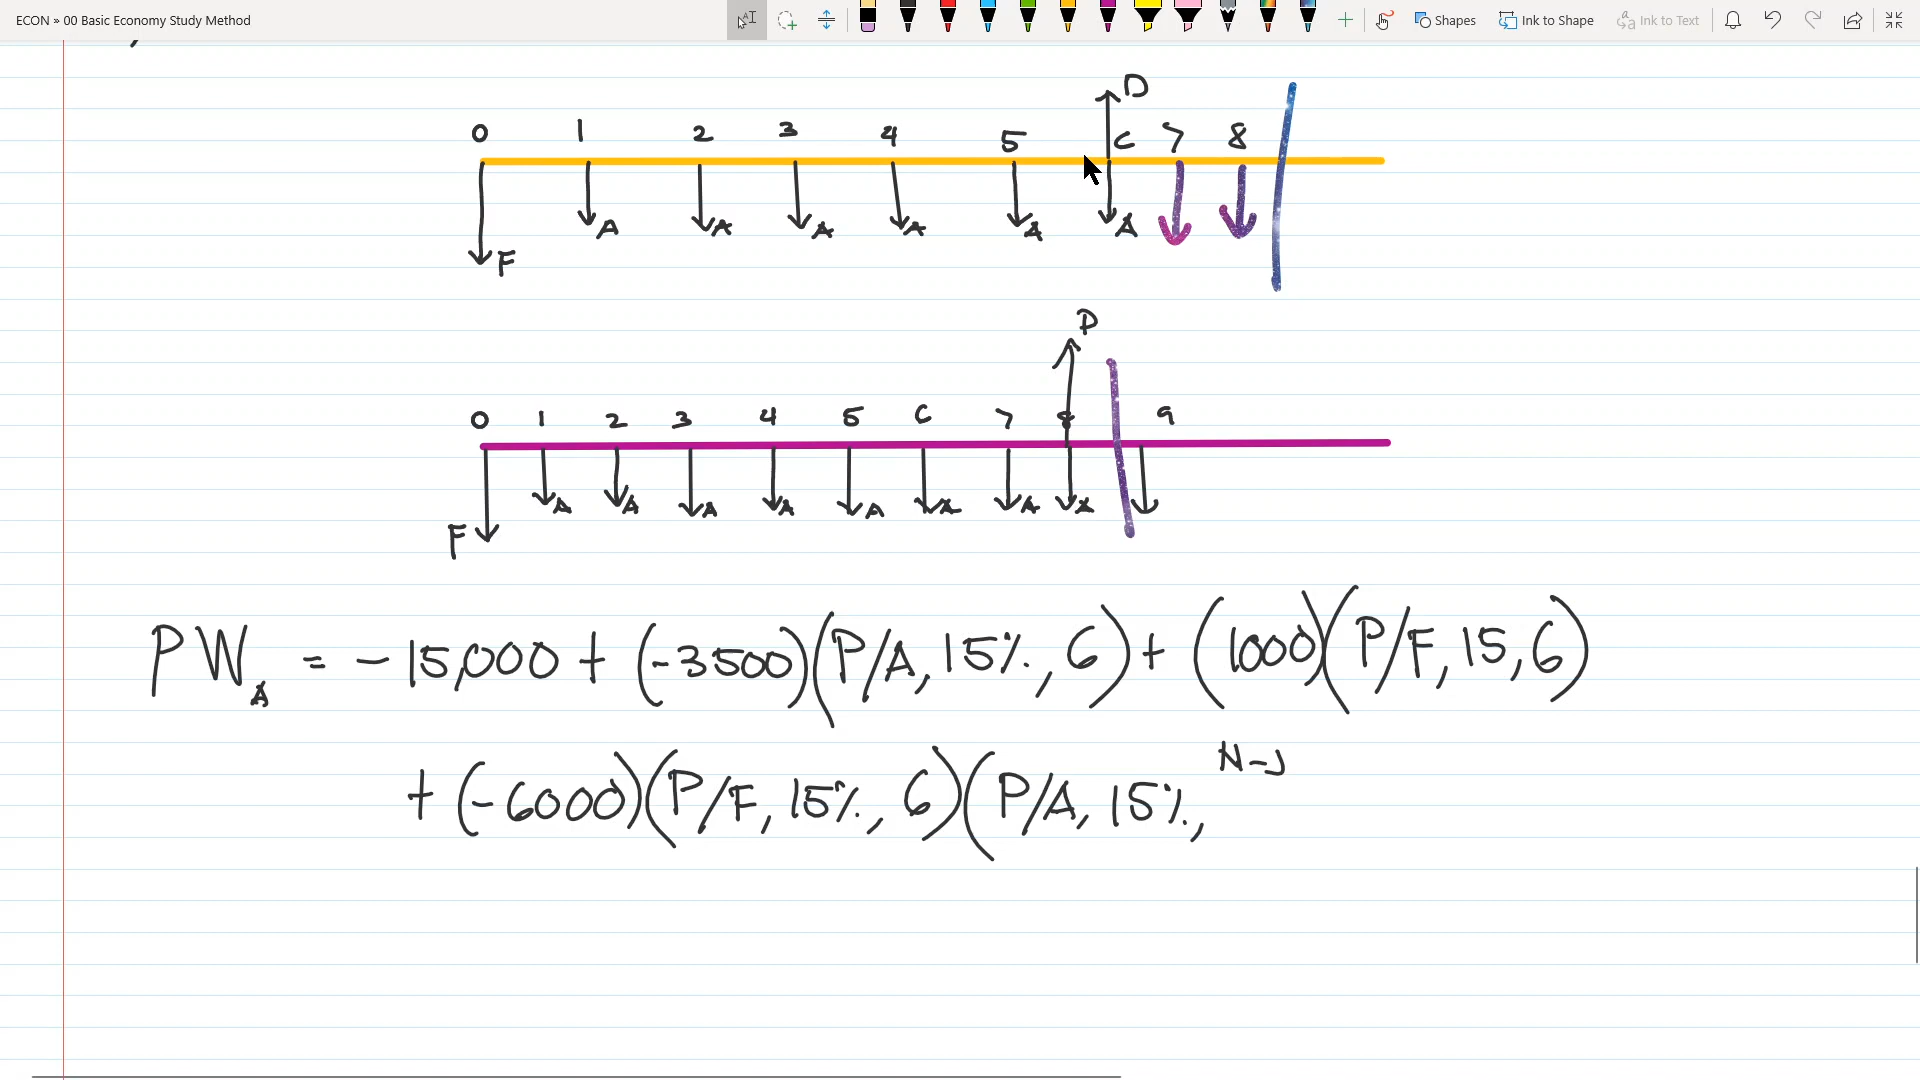 ECON » 00 Basic Economy Study Method
Shapes Ink to Shape Ink to Text
D
0 1 2 3 4 5 6 7 8
A A A A A A
F
P
0 1 2 3 4 5 6 7 8 9
A A A A A A A A
F
PW_A = -15,000 + (-3500)(P/A, 15%, 6) + (1000)(P/F, 15, 6)
N-J
+ (-6000)(P/F, 15%, 6)(P/A, 15%,